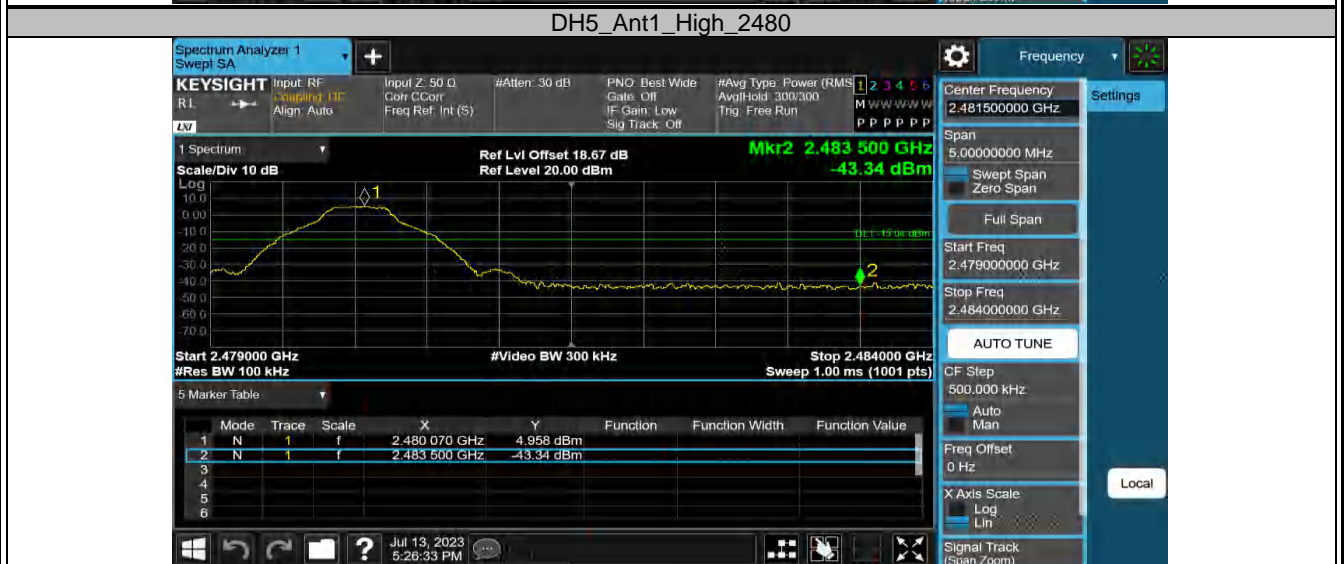 DH5_Ant1_High_2480
Spectrum Analyzer 1
Swept SA
+
Frequency
KEYSIGHT
RL
LXI
Input: RF
Coupling: DC
Align: Auto
Input Z: 50 Ω
Corr CCorr
Freq Ref: Int (S)
#Atten: 30 dB
PNO: Best Wide
Gate: Off
IF Gain: Low
Sig Track: Off
#Avg Type: Power (RMS
Avg|Hold: 300/300
Trig: Free Run
1 2 3 4 5 6
M W W W W W
P P P P P P
Center Frequency
2.481500000 GHz
Settings
Span
5.00000000 MHz
Swept Span
Zero Span
Full Span
Start Freq
2.479000000 GHz
Stop Freq
2.484000000 GHz
AUTO TUNE
CF Step
500.000 kHz
Auto
Man
Freq Offset
0 Hz
X Axis Scale
Log
Lin
Signal Track
(Span Zoom)
Local
1 Spectrum
Scale/Div 10 dB
Ref Lvl Offset 18.67 dB
Ref Level 20.00 dBm
Mkr2 2.483 500 GHz
-43.34 dBm
Log
10.0
0.00
-10.0
-20.0
-30.0
-40.0
-50.0
-60.0
-70.0
1
DL1 -15.04 dBm
2
Start 2.479000 GHz
#Res BW 100 kHz
#Video BW 300 kHz
Stop 2.484000 GHz
Sweep 1.00 ms (1001 pts)
5 Marker Table
Mode Trace Scale X Y Function Function Width Function Value
1 N 1 f 2.480 070 GHz 4.958 dBm
2 N 1 f 2.483 500 GHz -43.34 dBm
3
4
5
6
?
Jul 13, 2023
5:26:33 PM